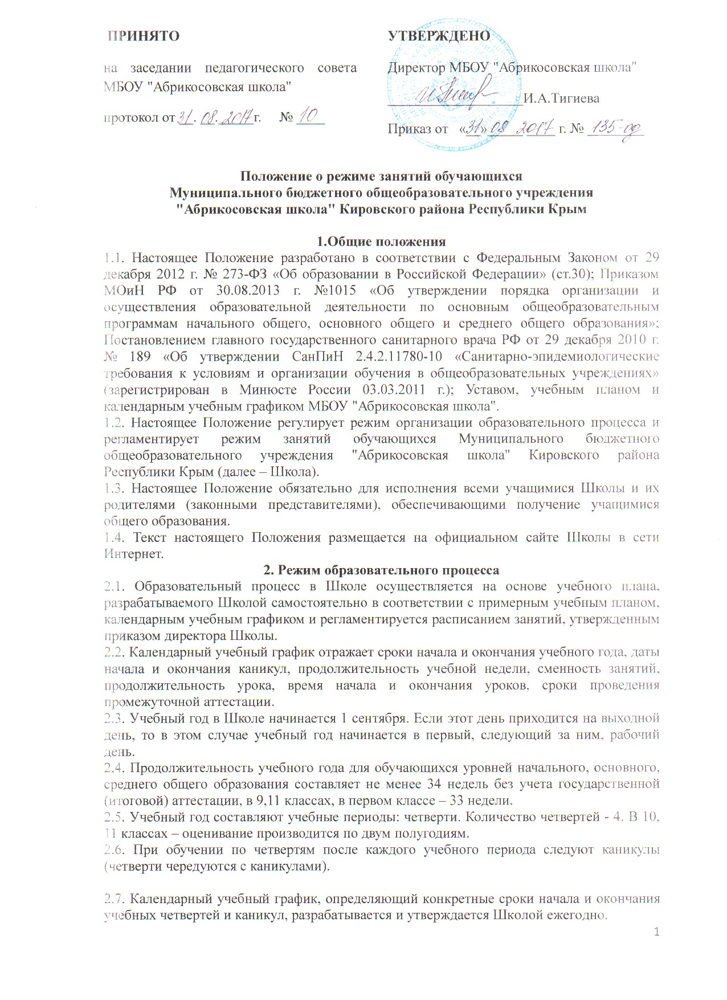 ПРИНЯТО
УТВЕРЖДЕНО
на заседании педагогического совета
МБОУ "Абрикосовская школа"
протокол от 31. 08. 2017г. № 10
Директор МБОУ "Абрикосовская школа"
И.А.Тигиева
Приказ от «31» 08 2017 г. № 135-од
Положение о режиме занятий обучающихся
Муниципального бюджетного общеобразовательного учреждения
"Абрикосовская школа" Кировского района Республики Крым
1.Общие положения
1.1. Настоящее Положение разработано в соответствии с Федеральным Законом от 29
декабря 2012 г. № 273-ФЗ «Об образовании в Российской Федерации» (ст.30); Приказом
МОиН РФ от 30.08.2013 г. №1015 «Об утверждении порядка организации и
осуществления образовательной деятельности по основным общеобразовательным
программам начального общего, основного общего и среднего общего образования»;
Постановлением главного государственного санитарного врача РФ от 29 декабря 2010 г.
№ 189 «Об утверждении СанПиН 2.4.2.11780-10 «Санитарно-эпидемиологические
требования к условиям и организации обучения в общеобразовательных учреждениях»
(зарегистрирован в Минюсте России 03.03.2011 г.); Уставом, учебным планом и
календарным учебным графиком МБОУ "Абрикосовская школа".
1.2. Настоящее Положение регулирует режим организации образовательного процесса и
регламентирует режим занятий обучающихся Муниципального бюджетного
общеобразовательного учреждения "Абрикосовская школа" Кировского района
Республики Крым (далее – Школа).
1.3. Настоящее Положение обязательно для исполнения всеми учащимися Школы и их
родителями (законными представителями), обеспечивающими получение учащимися
общего образования.
1.4. Текст настоящего Положения размещается на официальном сайте Школы в сети
Интернет.
2. Режим образовательного процесса
2.1. Образовательный процесс в Школе осуществляется на основе учебного плана,
разрабатываемого Школой самостоятельно в соответствии с примерным учебным планом,
календарным учебным графиком и регламентируется расписанием занятий, утвержденным
приказом директора Школы.
2.2. Календарный учебный график отражает сроки начала и окончания учебного года, даты
начала и окончания каникул, продолжительность учебной недели, сменность занятий,
продолжительность урока, время начала и окончания уроков, сроки проведения
промежуточной аттестации.
2.3. Учебный год в Школе начинается 1 сентября. Если этот день приходится на выходной
день, то в этом случае учебный год начинается в первый, следующий за ним, рабочий
день.
2.4. Продолжительность учебного года для обучающихся уровней начального, основного,
среднего общего образования составляет не менее 34 недель без учета государственной
(итоговой) аттестации, в 9,11 классах, в первом классе – 33 недели.
2.5. Учебный год составляют учебные периоды: четверти. Количество четвертей - 4. В 10,
11 классах – оценивание производится по двум полугодиям.
2.6. При обучении по четвертям после каждого учебного периода следуют каникулы
(четверти чередуются с каникулами).
2.7. Календарный учебный график, определяющий конкретные сроки начала и окончания
учебных четвертей и каникул, разрабатывается и утверждается Школой ежегодно.
1